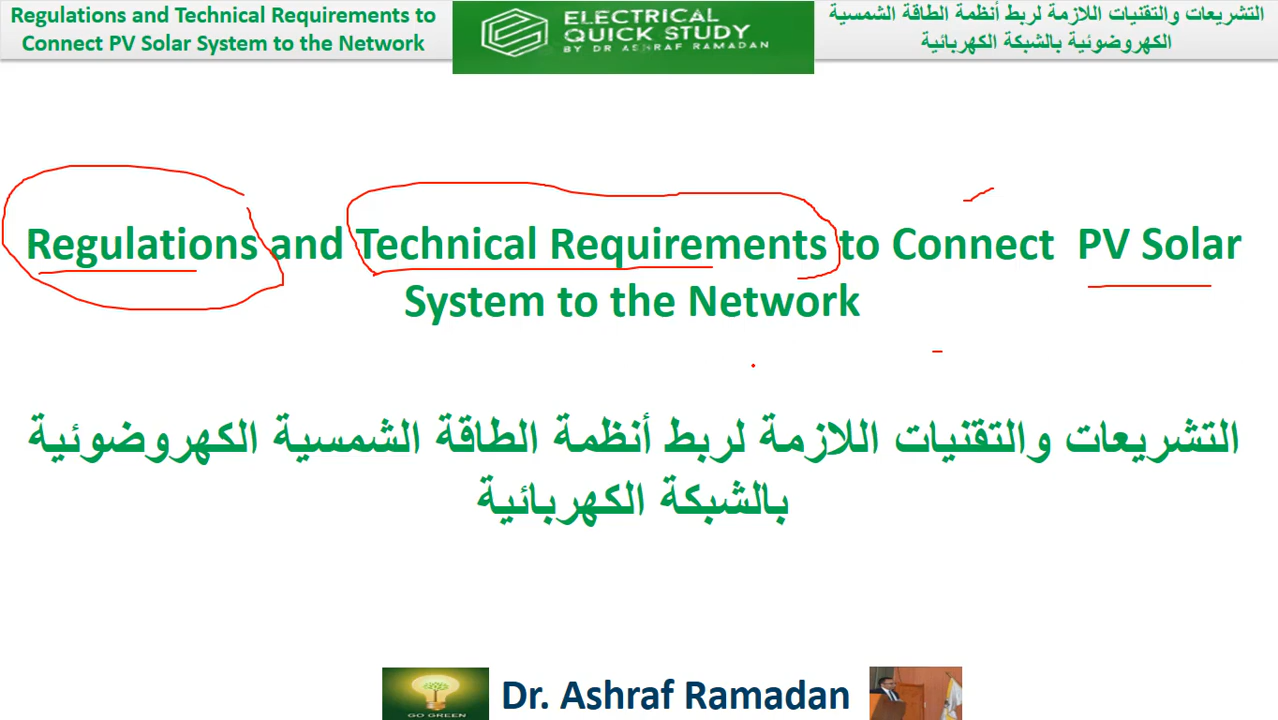 Regulations and Technical Requirements to
Connect PV Solar System to the Network
ELECTRICAL
QUICK STUDY
BY DR ASHRAF RAMADAN
التشريعات والتقنيات اللازمة لربط أنظمة الطاقة الشمسية
الكهروضوئية بالشبكة الكهربائية
Regulations and Technical Requirements to Connect PV Solar
System to the Network
التشريعات والتقنيات اللازمة لربط أنظمة الطاقة الشمسية الكهروضوئية
بالشبكة الكهربائية
GO GREEN
Dr. Ashraf Ramadan